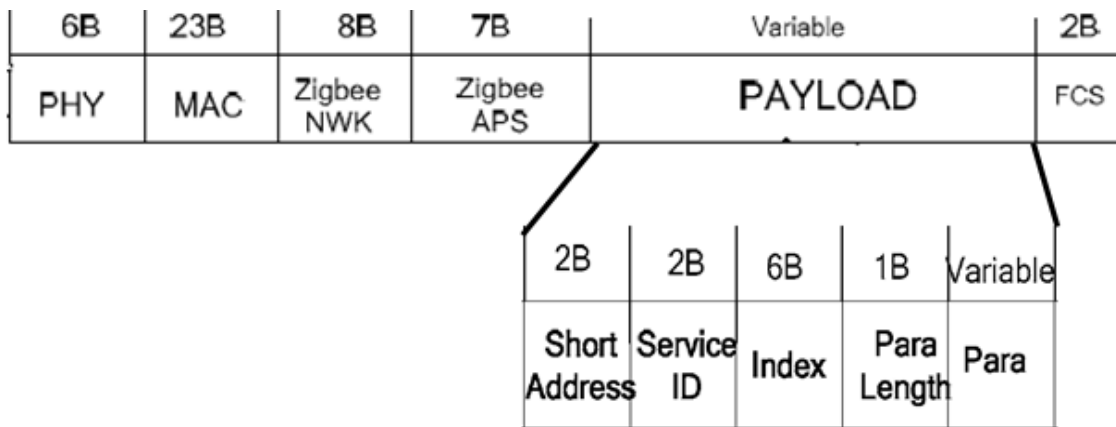 6B 23B 8B 7B Variable 2B
PHY MAC Zigbee NWK Zigbee APS PAYLOAD FCS
2B 2B 6B 1B Variable
Short Address Service ID Index Para Length Para